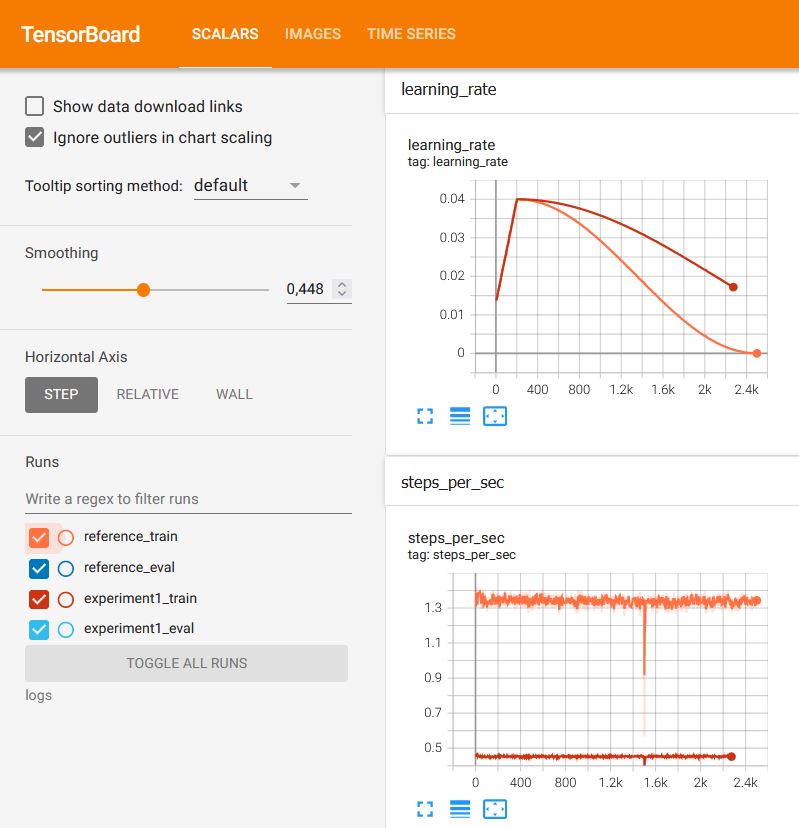 TensorBoard SCALARS IMAGES TIME SERIES
Show data download links
Ignore outliers in chart scaling
Tooltip sorting method: default
Smoothing
0,448
Horizontal Axis
STEP RELATIVE WALL
Runs
Write a regex to filter runs
reference_train
reference_eval
experiment1_train
experiment1_eval
TOGGLE ALL RUNS
logs
learning_rate
learning_rate
tag: learning_rate
0.04
0.03
0.02
0.01
0
0 400 800 1.2k 1.6k 2k 2.4k
steps_per_sec
steps_per_sec
tag: steps_per_sec
1.3
1.1
0.9
0.7
0.5
0 400 800 1.2k 1.6k 2k 2.4k